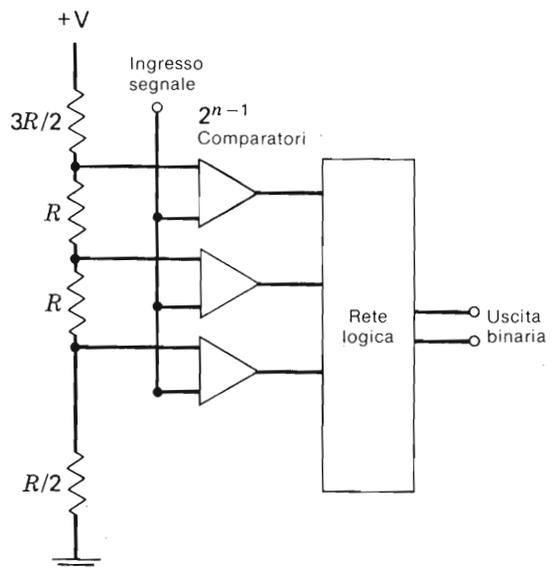 +V
Ingresso
segnale
3R/2
2^{n-1}
Comparatori
R
R
Rete
logica
Uscita
binaria
R/2